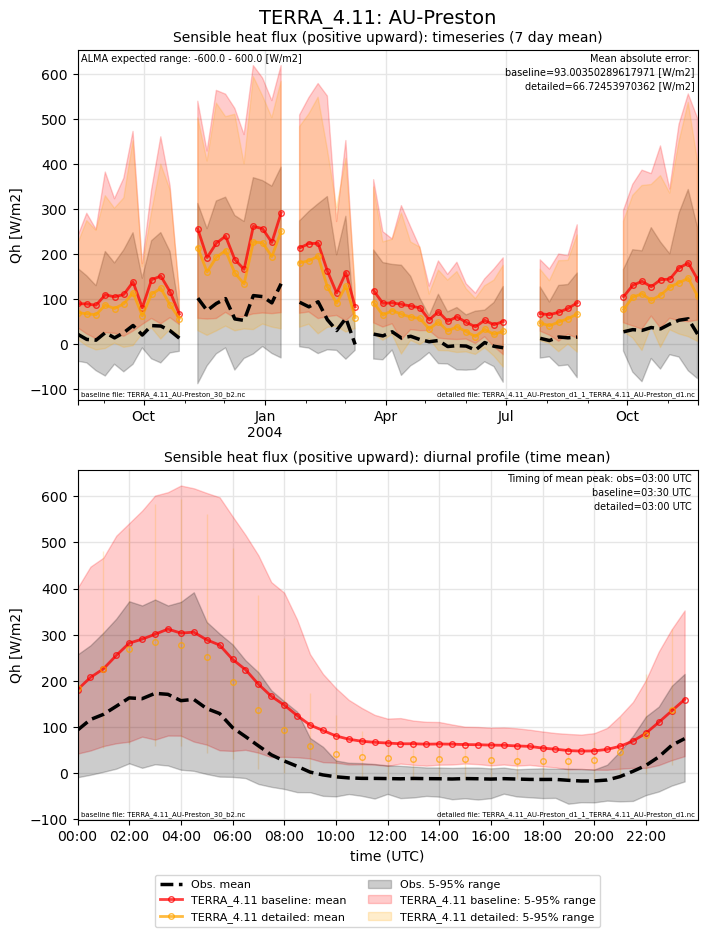 TERRA_4.11: AU-Preston
Sensible heat flux (positive upward): timeseries (7 day mean)
ALMA expected range: -600.0 - 600.0 [W/m2]
Mean absolute error:
baseline=93.00350289617971 [W/m2]
detailed=66.72453970362 [W/m2]
600
500
400
300
200
100
0
−100
Qh [W/m2]
baseline file: TERRA_4.11_AU-Preston_30_b2.nc
detailed file: TERRA_4.11_AU-Preston_d1_1_TERRA_4.11_AU-Preston_d1.nc
Oct Jan Apr Jul Oct
2004
Sensible heat flux (positive upward): diurnal profile (time mean)
Timing of mean peak: obs=03:00 UTC
baseline=03:30 UTC
detailed=03:00 UTC
600
500
400
300
200
100
0
−100
Qh [W/m2]
baseline file: TERRA_4.11_AU-Preston_30_b2.nc
detailed file: TERRA_4.11_AU-Preston_d1_1_TERRA_4.11_AU-Preston_d1.nc
00:00 02:00 04:00 06:00 08:00 10:00 12:00 14:00 16:00 18:00 20:00 22:00
time (UTC)
Obs. mean
TERRA_4.11 baseline: mean
TERRA_4.11 detailed: mean
Obs. 5-95% range
TERRA_4.11 baseline: 5-95% range
TERRA_4.11 detailed: 5-95% range